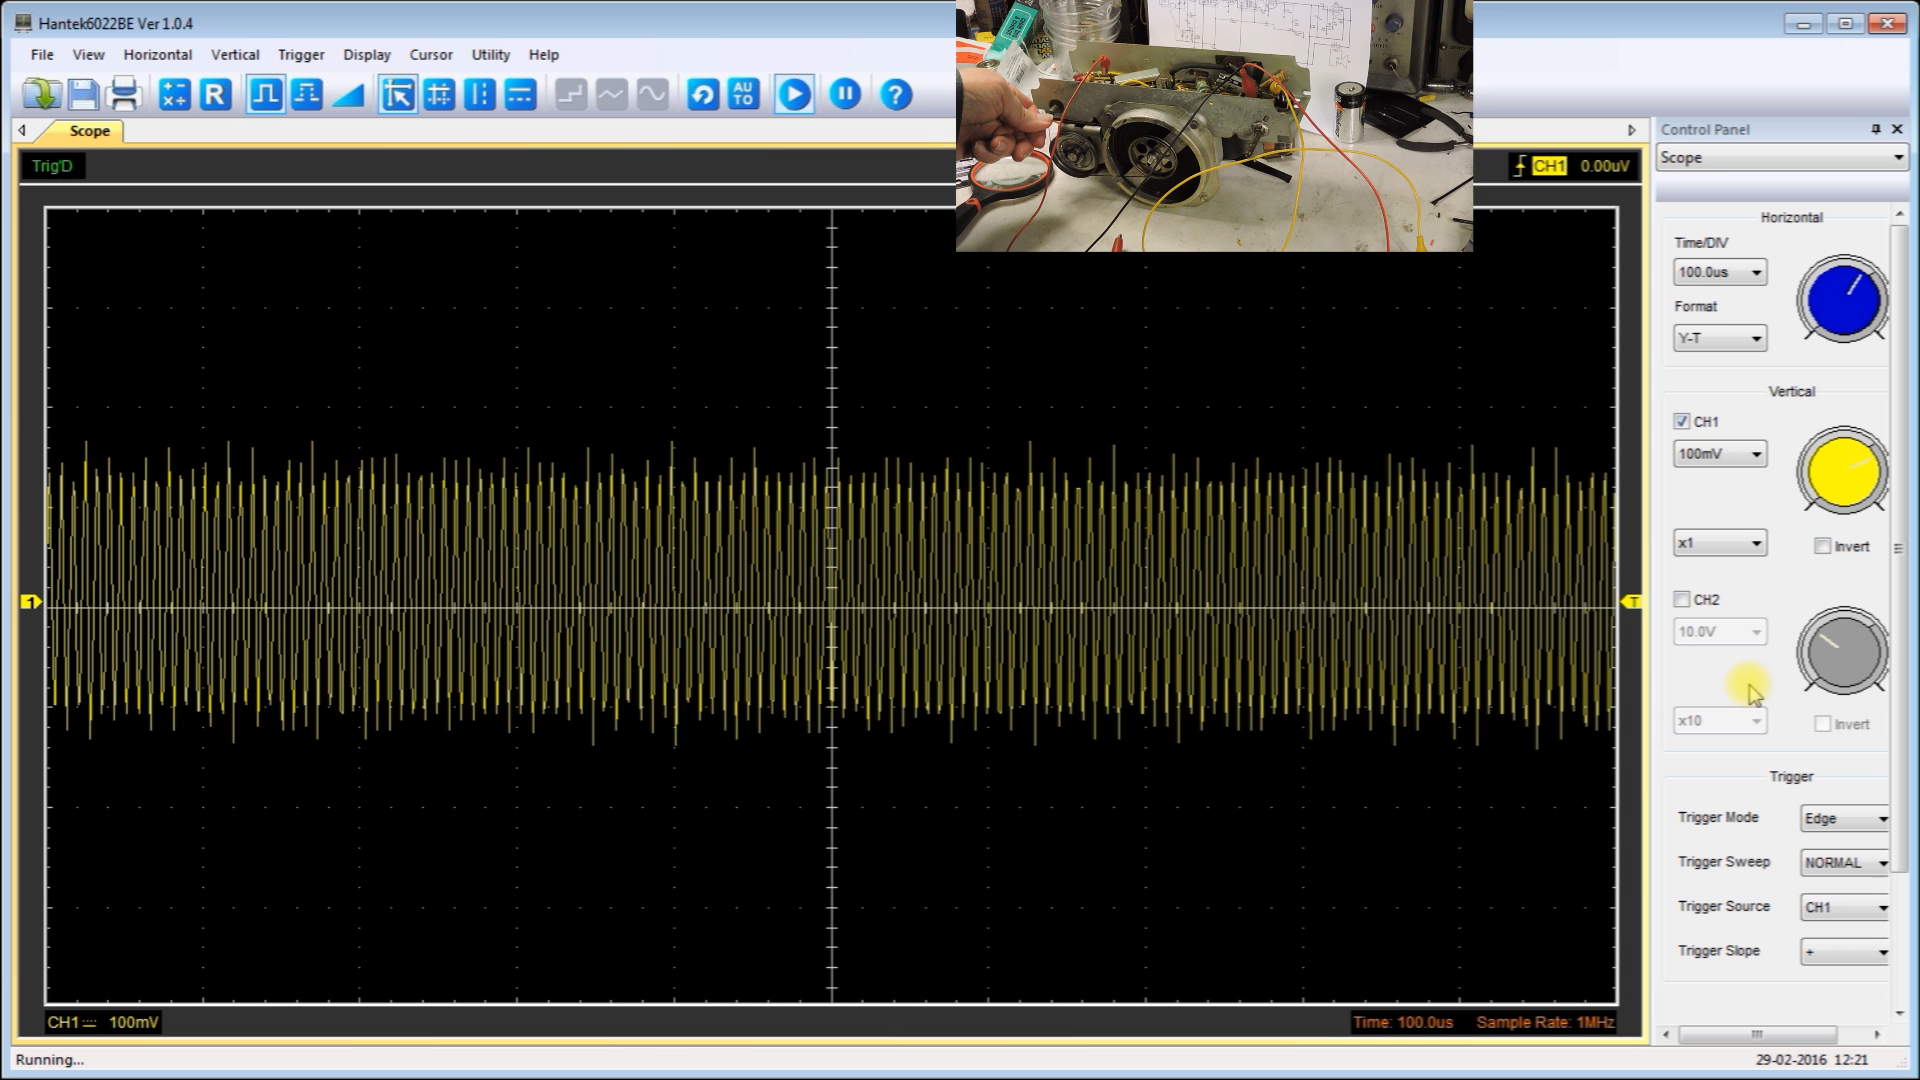 Hantek6022BE Ver 1.0.4
File View Horizontal Vertical Trigger Display Cursor Utility Help
R AU TO ?
Scope
Control Panel
Scope
Trig'D
CH1 0.00uV
Horizontal
Time/DIV
100.0us
Format
Y-T
Vertical
CH1
100mV
x1
Invert
1
T
CH2
10.0V
x10
Invert
Trigger
Trigger Mode Edge
Trigger Sweep NORMAL
Trigger Source CH1
Trigger Slope +
CH1 100mV
Time: 100.0us Sample Rate: 1MHz
Running...
29-02-2016 12:21